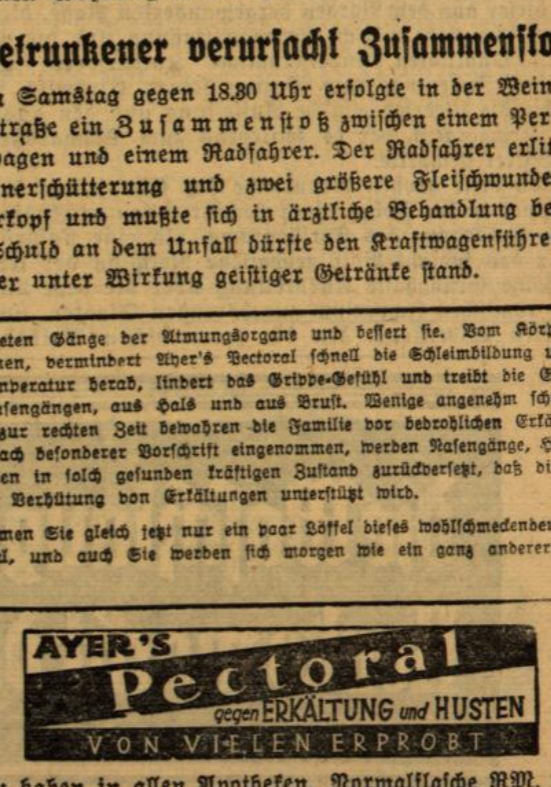 etrunkener verursacht Zusammensto
Samstag gegen 18.30 Uhr erfolgte in der Wein
traße ein Zusammenstoß zwischen einem Per
agen und einem Radfahrer. Der Radfahrer erlit
nerschütterung und zwei größere Fleischwunde
rkopf und mußte sich in ärztliche Behandlung be
Schuld an dem Unfall dürfte den Kraftwagenführe
er unter Wirkung geistiger Getränke stand.
eten Gänge der Atmungsorgane und bessert sie. Vom Kör
en, vermindert Ayer's Pectoral schnell die Schleimbildung
mperatur herab, lindert das Grippe-Gefühl und treibt die
sengängen, aus Hals und aus Brust. Wenige angenehm sch
zur rechten Zeit bewahren die Familie vor bedrohlichen Erkä
ach besonderer Vorschrift eingenommen, werden Nasengänge, H
en in solch gesunden kräftigen Zustand zurückversetzt, daß di
Verhütung von Erkältungen unterstützt wird.
men Sie gleich jetzt nur ein paar Löffel dieses wohlschmeckenden
l, und auch Sie werden sich morgen wie ein ganz anderer
AYER'S
Pectoral
gegen ERKÄLTUNG und HUSTEN
VON VIELEN ERPROBT
haben in allen Apotheken. Normalflasche RM.